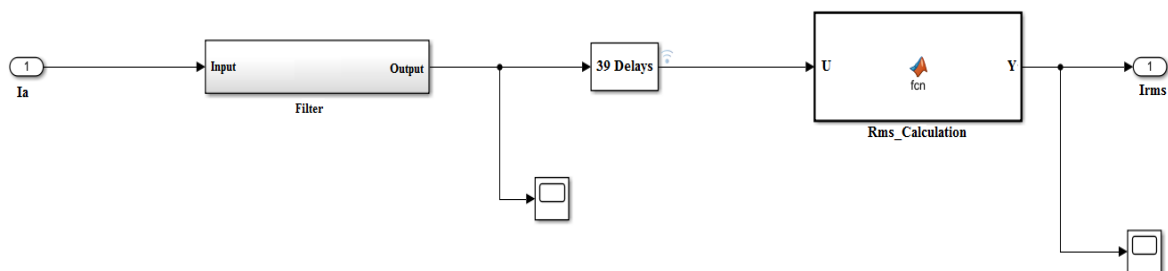 1
Ia
Input
Output
Filter
39 Delays
U
Y
fcn
Rms_Calculation
1
Irms